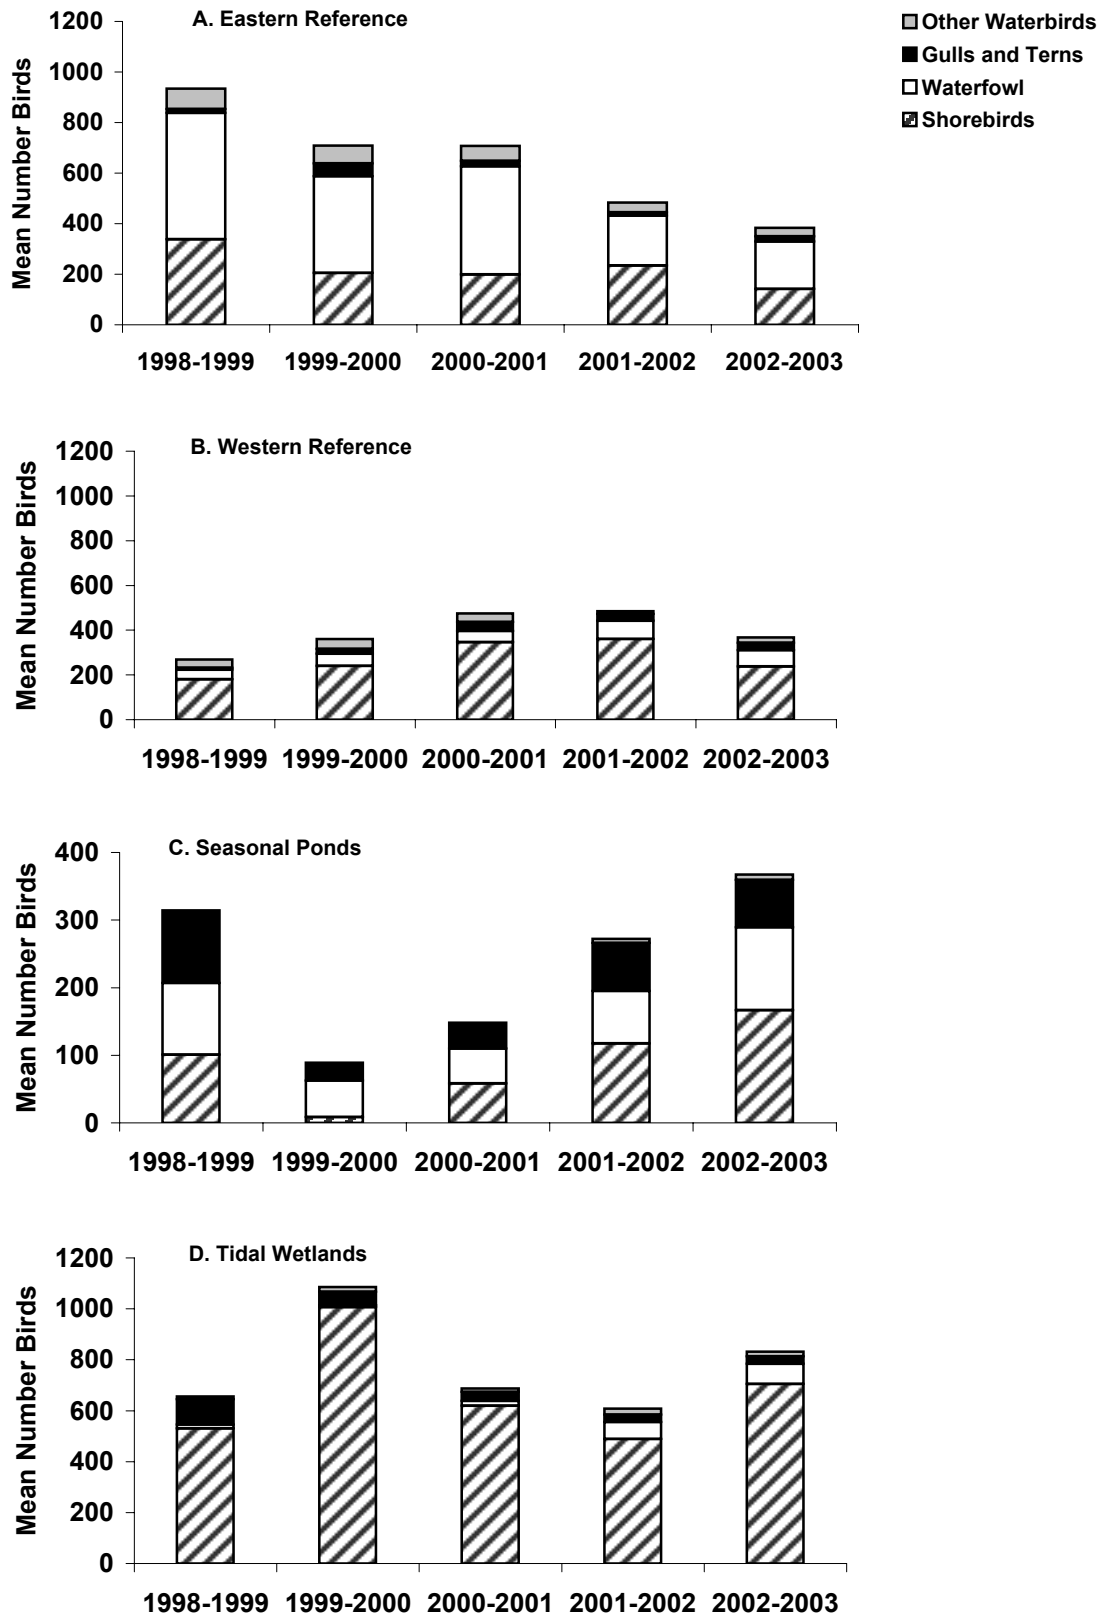 A. Eastern Reference
Other Waterbirds
Gulls and Terns
Waterfowl
Shorebirds
Mean Number Birds
1200
1000
800
600
400
200
0
1998-1999 1999-2000 2000-2001 2001-2002 2002-2003
B. Western Reference
Mean Number Birds
1200
1000
800
600
400
200
0
1998-1999 1999-2000 2000-2001 2001-2002 2002-2003
C. Seasonal Ponds
Mean Number Birds
400
300
200
100
0
1998-1999 1999-2000 2000-2001 2001-2002 2002-2003
D. Tidal Wetlands
Mean Number Birds
1200
1000
800
600
400
200
0
1998-1999 1999-2000 2000-2001 2001-2002 2002-2003